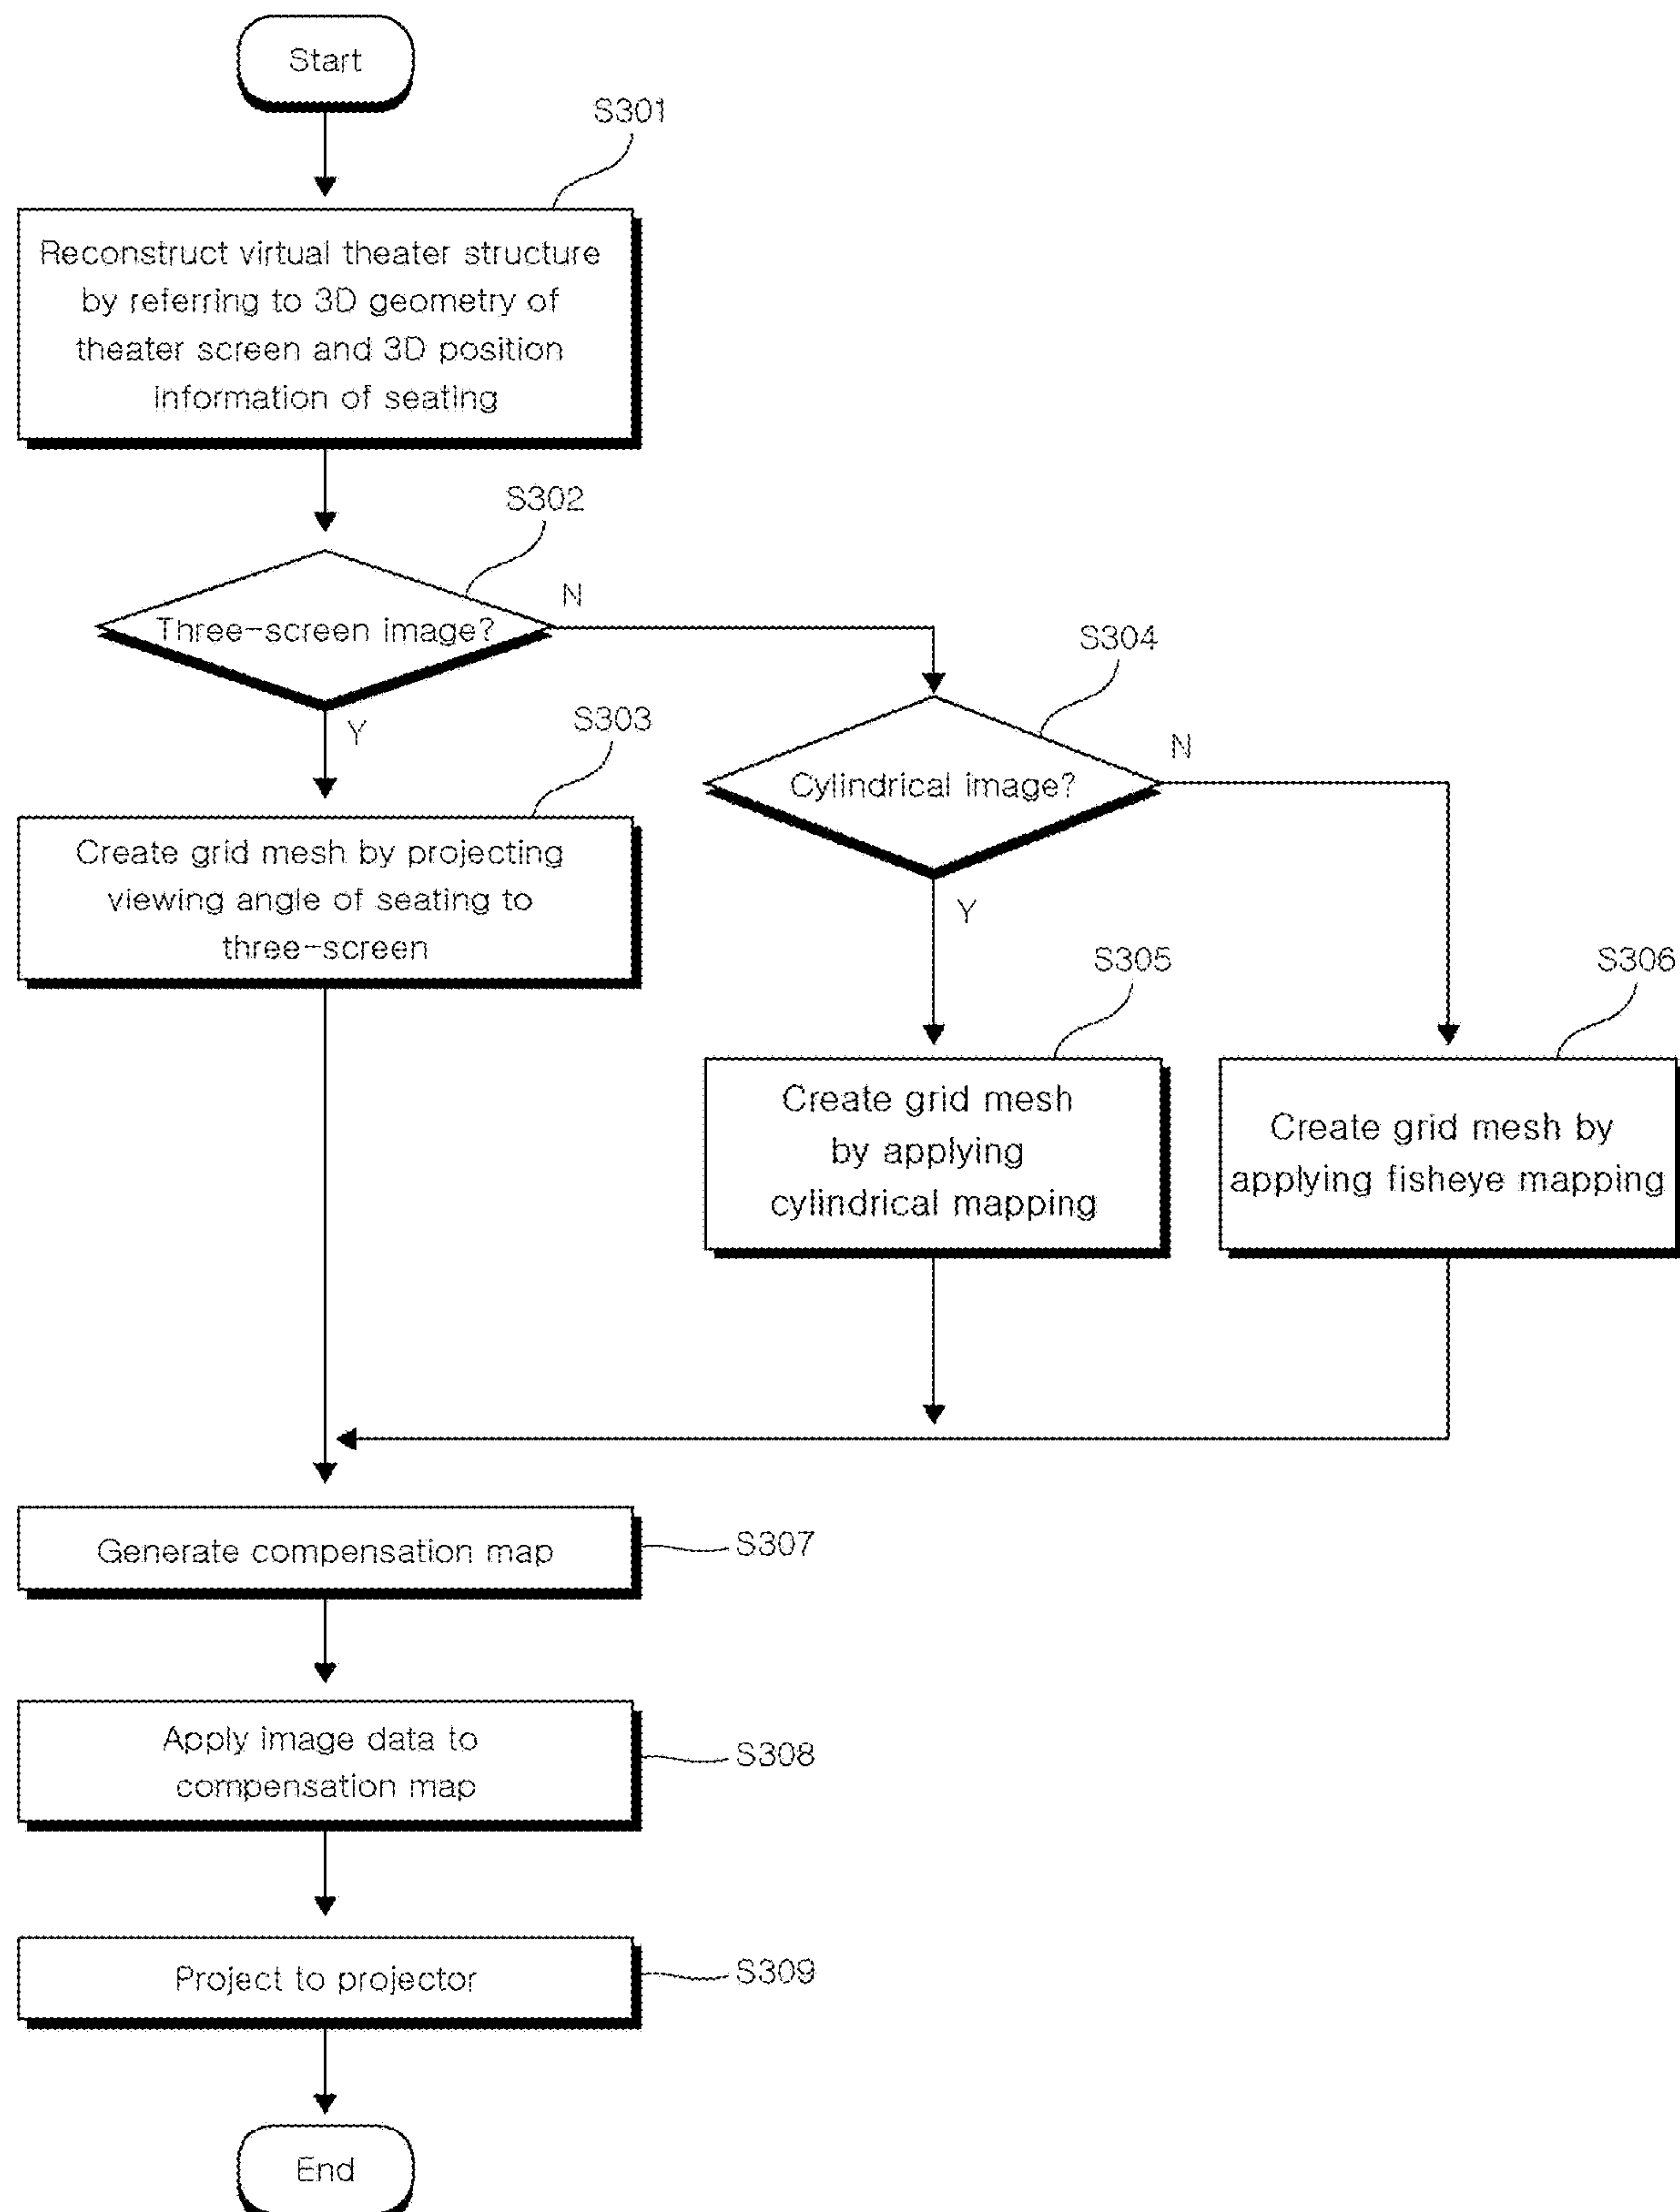 Start
S301
Reconstruct virtual theater structure
by referring to 3D geometry of
theater screen and 3D position
information of seating
S302
Three-screen image?
N
Y
S304
Cylindrical image?
N
Y
S303
Create grid mesh by projecting
viewing angle of seating to
three-screen
S305
Create grid mesh
by applying
cylindrical mapping
S306
Create grid mesh by
applying fisheye mapping
Generate compensation map
S307
Apply image data to
compensation map
S308
Project to projector
S309
End